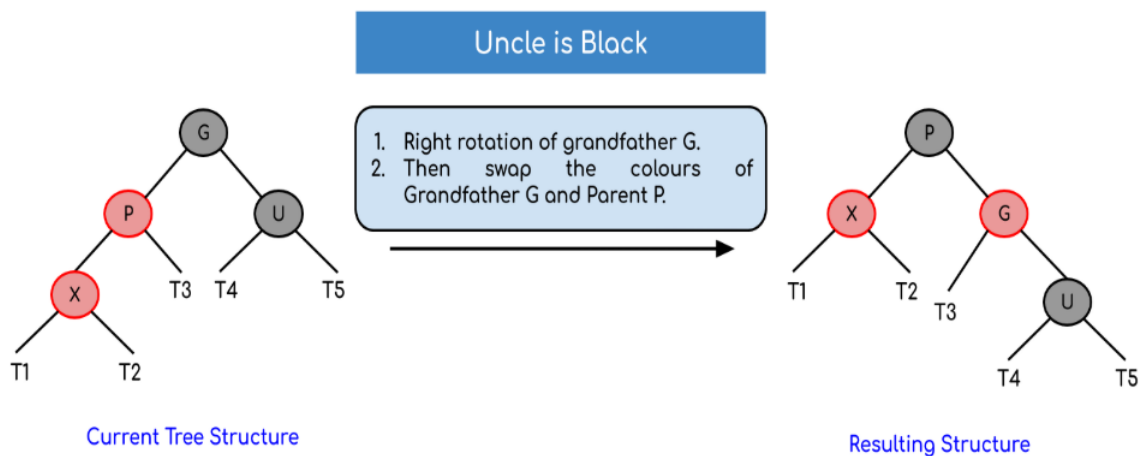 Uncle is Black
1. Right rotation of grandfather G.
2. Then swap the colours of
Grandfather G and Parent P.
G
P
U
X
T3
T4
T5
T1
T2
Current Tree Structure
P
X
G
T1
T2
T3
U
T4
T5
Resulting Structure